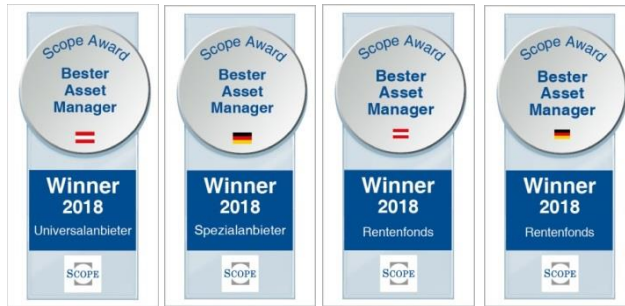 Scope Award
Bester
Asset
Manager
Winner
2018
Universalanbieter
SCOPE
Scope Award
Bester
Asset
Manager
Winner
2018
Spezialanbieter
SCOPE
Scope Award
Bester
Asset
Manager
Winner
2018
Rentenfonds
SCOPE
Scope Award
Bester
Asset
Manager
Winner
2018
Rentenfonds
SCOPE